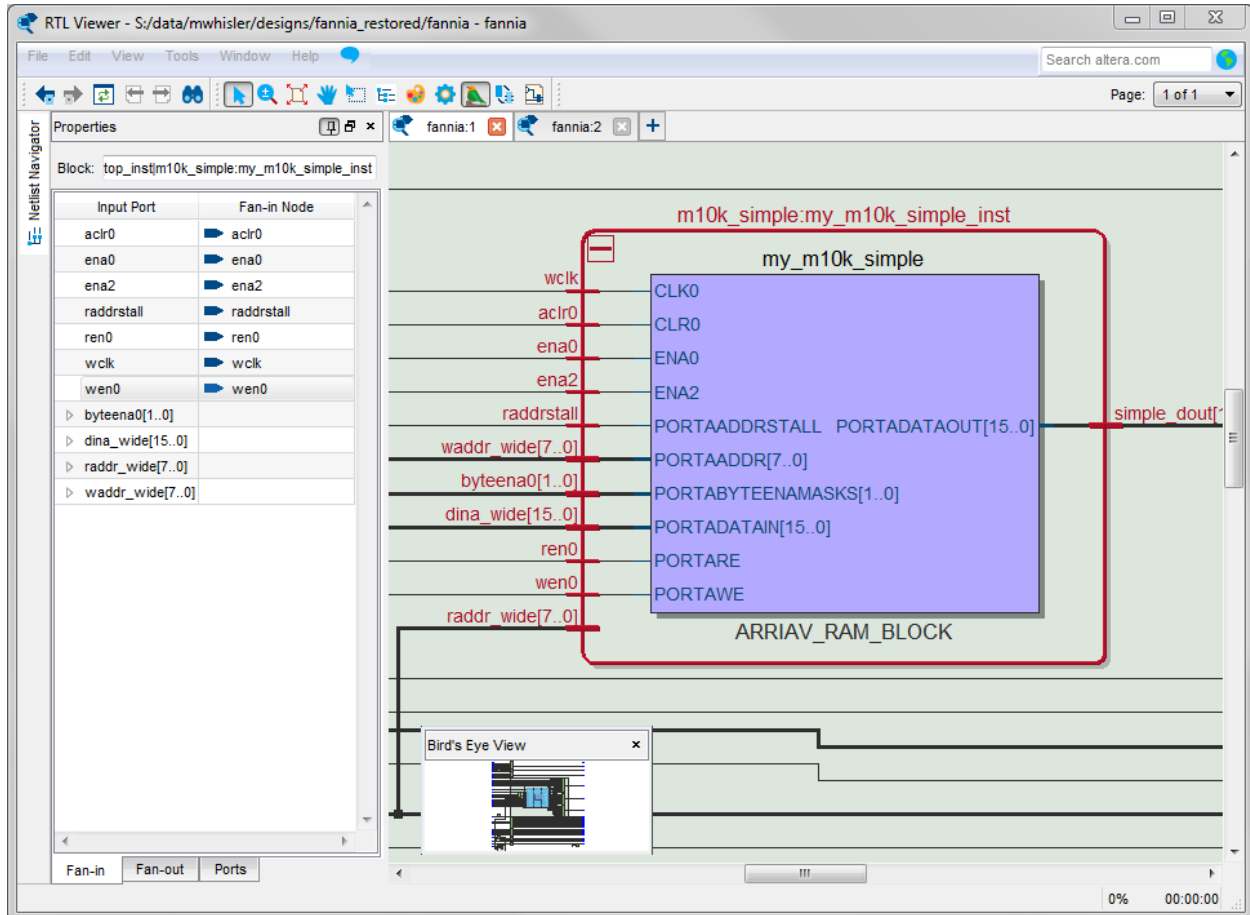 RTL Viewer - S:/data/mwhisler/designs/fannia_restored/fannia - fannia
File Edit View Tools Window Help
Search altera.com
Page: 1 of 1
Netlist Navigator
Properties
Block: top_inst|m10k_simple:my_m10k_simple_inst
Input Port Fan-in Node
aclr0 aclr0
ena0 ena0
ena2 ena2
raddrstall raddrstall
ren0 ren0
wclk wclk
wen0 wen0
byteena0[1..0]
dina_wide[15..0]
raddr_wide[7..0]
waddr_wide[7..0]
Fan-in Fan-out Ports
fannia:1 fannia:2
m10k_simple:my_m10k_simple_inst
my_m10k_simple
wclk CLK0
aclr0 CLR0
ena0 ENA0
ena2 ENA2
raddrstall PORTAADDRSTALL PORTADATAOUT[15..0] simple_dout[1
waddr_wide[7..0] PORTAADDR[7..0]
byteena0[1..0] PORTABYTEENAMASKS[1..0]
dina_wide[15..0] PORTADATAIN[15..0]
ren0 PORTARE
wen0 PORTAWE
raddr_wide[7..0]
ARRIAV_RAM_BLOCK
Bird's Eye View
0% 00:00:00